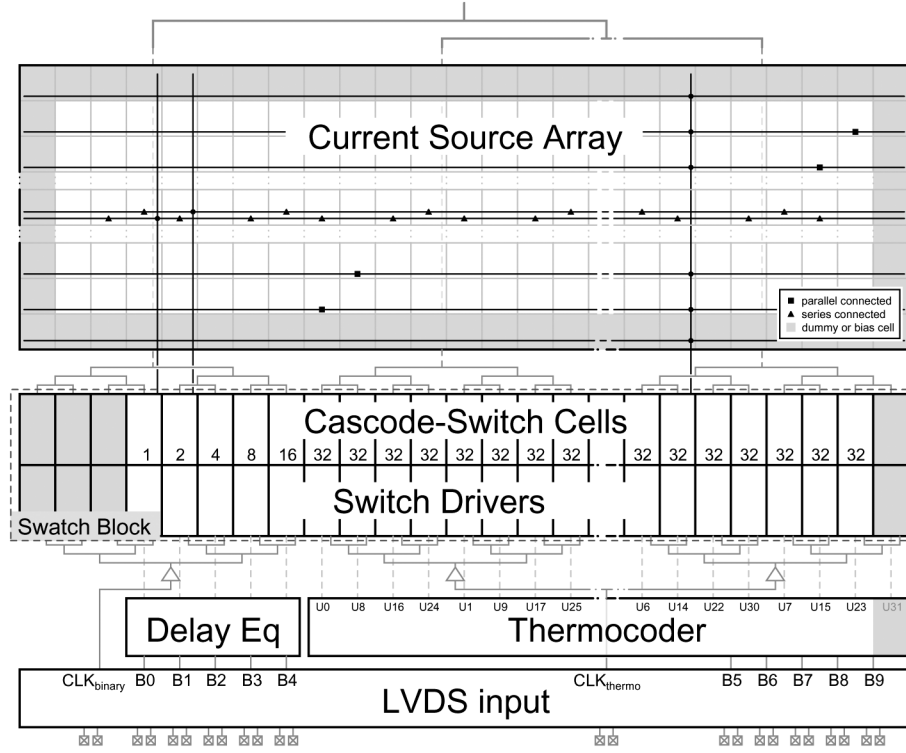 Current Source Array
parallel connected
series connected
dummy or bias cell
Cascode-Switch Cells
1 2 4 8 16 32 32 32 32 32 32 32 32 32 32 32 32 32 32 32
Switch Drivers
Swatch Block
U0 U8 U16 U24 U1 U9 U17 U25 U6 U14 U22 U30 U7 U15 U23 U31
Delay Eq
Thermocoder
CLKbinary B0 B1 B2 B3 B4 CLKthermo B5 B6 B7 B8 B9
LVDS input